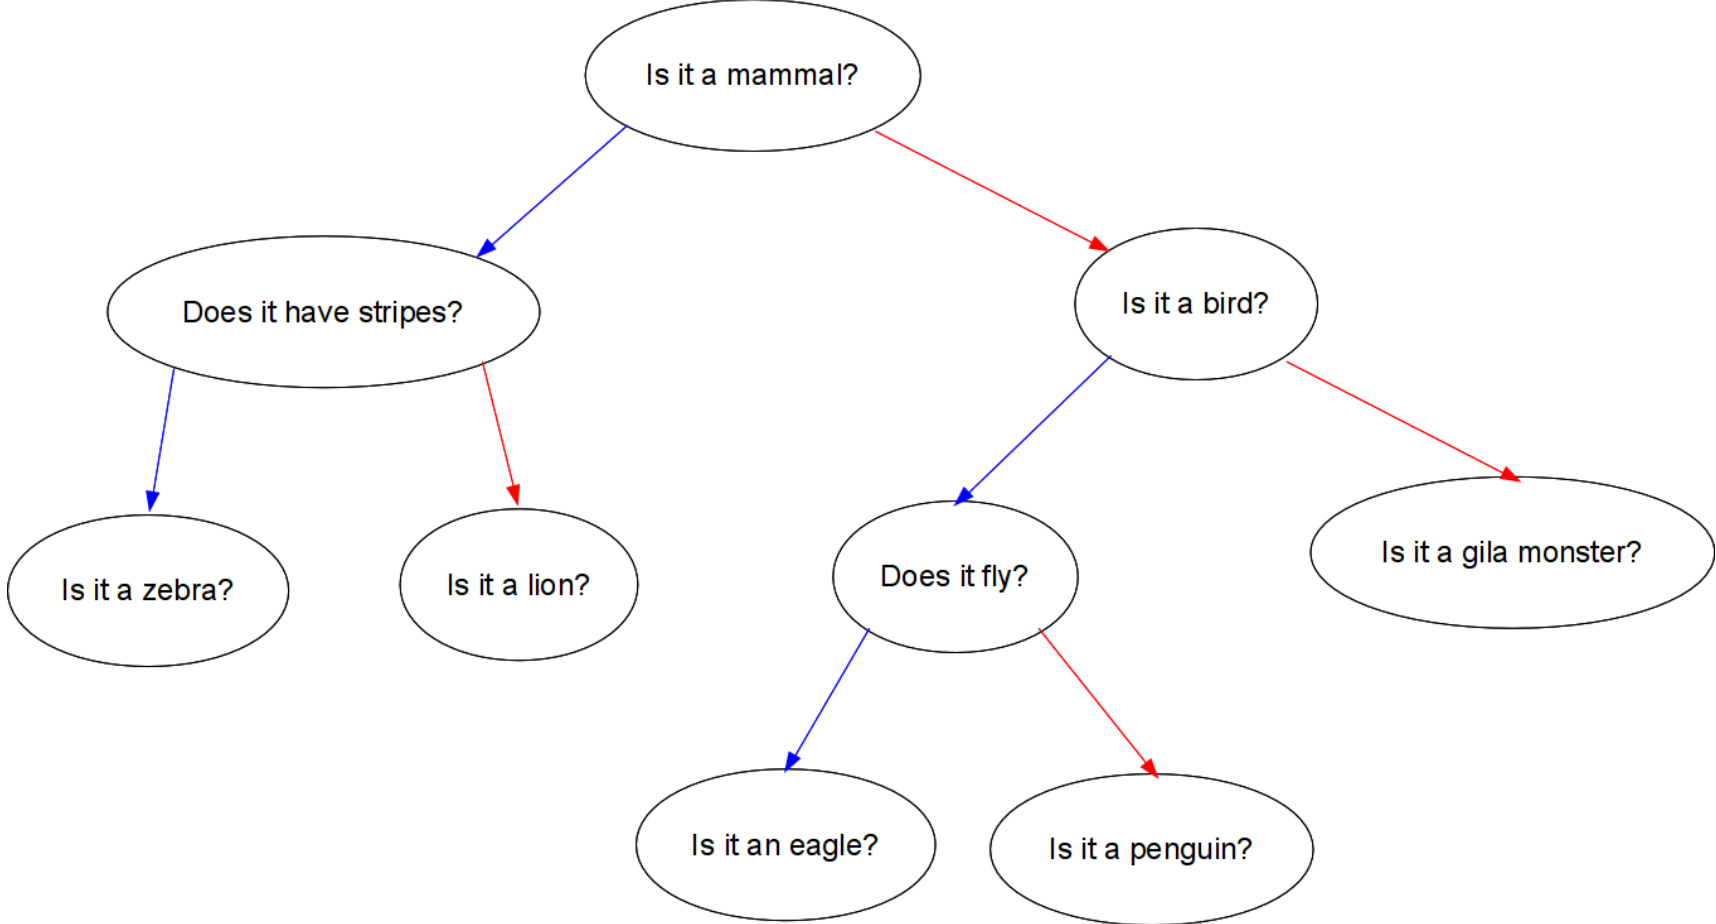 Is it a mammal?
Does it have stripes?
Is it a bird?
Is it a zebra?
Is it a lion?
Does it fly?
Is it a gila monster?
Is it an eagle?
Is it a penguin?